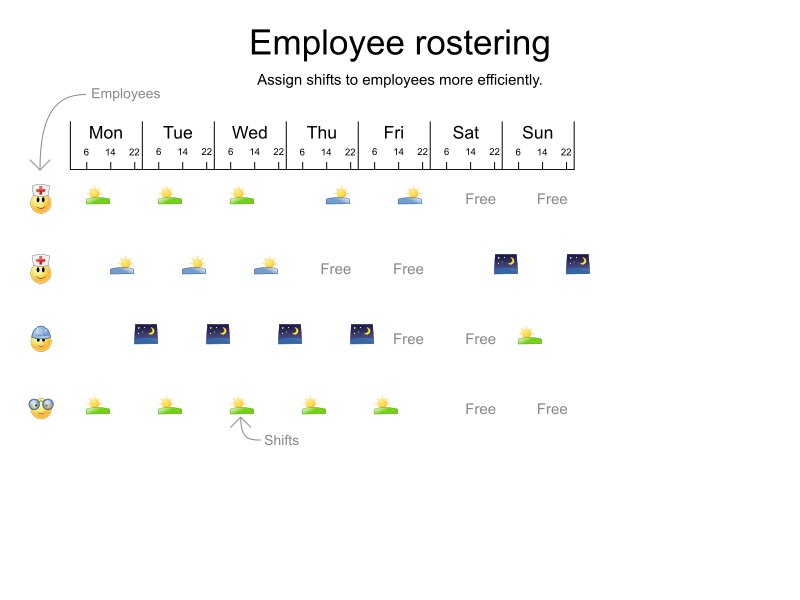 Employee rostering
Assign shifts to employees more efficiently.
Employees
Mon Tue Wed Thu Fri Sat Sun
6 14 22 6 14 22 6 14 22 6 14 22 6 14 22 6 14 22 6 14 22
Free Free
Free Free
Free Free
Free Free
Shifts